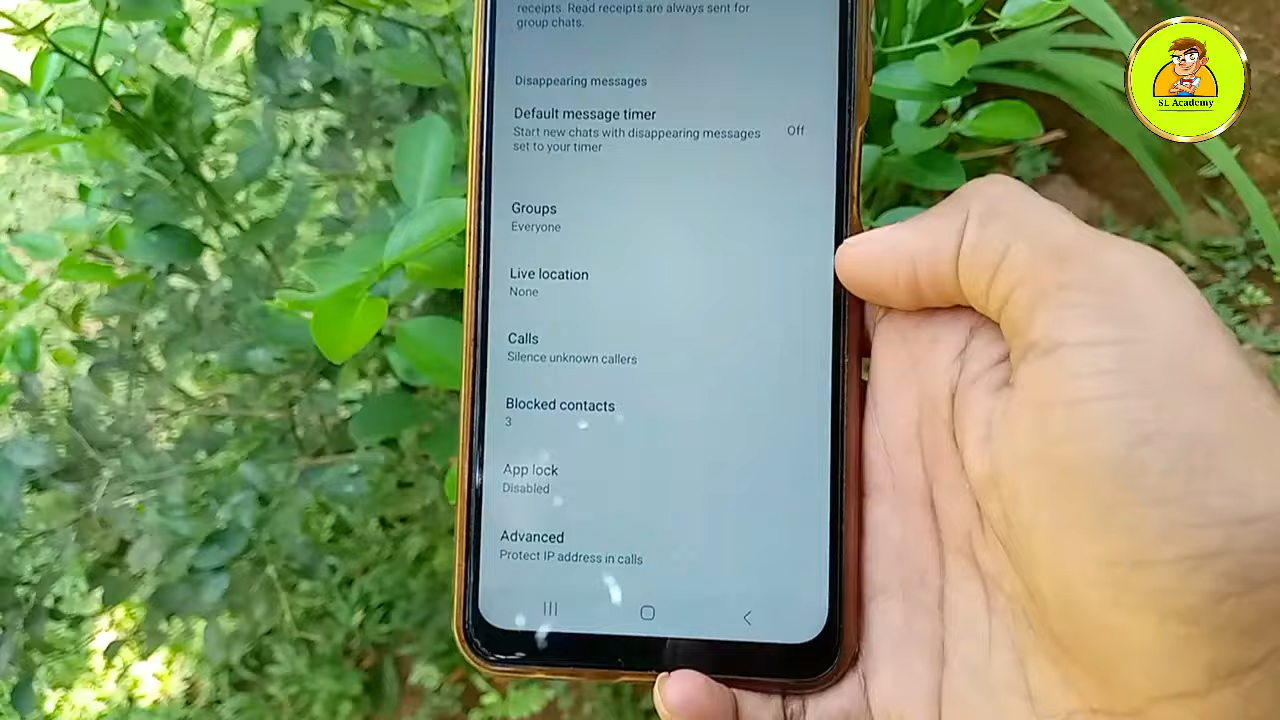 receipts. Read receipts are always sent for
group chats.
Disappearing messages
Default message timer
Start new chats with disappearing messages
set to your timer
Off
Groups
Everyone
Live location
None
Calls
Silence unknown callers
Blocked contacts
3
App lock
Disabled
Advanced
Protect IP address in calls
SL Academy